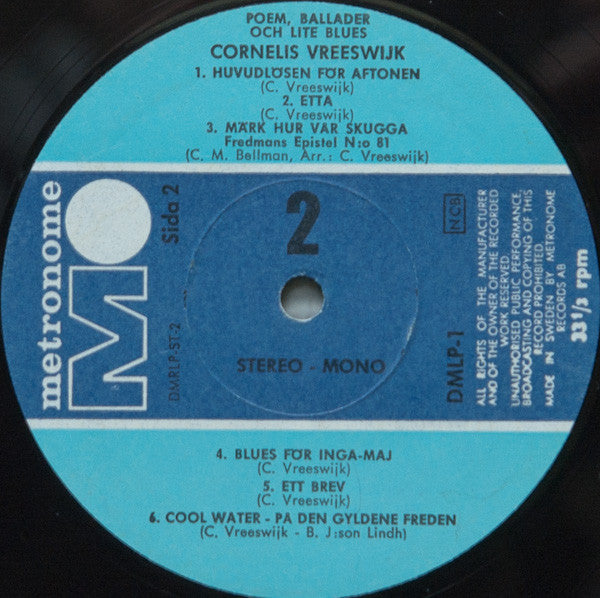 POEM, BALLADER
OCH LITE BLUES
CORNELIS VREESWIJK
1. HUVUDLÖSEN FÖR AFTONEN
(C. Vreeswijk)
2. ETTA
(C. Vreeswijk)
3. MÄRK HUR VÅR SKUGGA
Fredmans Epistel N:o 81
(C. M. Bellman, Arr.: C. Vreeswijk)
metronome
M
Sida 2
DMRLP-ST-2
2
STEREO - MONO
NCB
DMLP-1
ALL RIGHTS OF THE MANUFACTURER
AND OF THE OWNER OF THE RECORDED
WORK RESERVED.
UNAUTHORISED PUBLIC PERFORMANCE,
BROADCASTING AND COPYING OF THIS
RECORD PROHIBITED.
MADE IN SWEDEN BY METRONOME
RECORDS AB
33 1/3 rpm
4. BLUES FÖR INGA-MAJ
(C. Vreeswijk)
5. ETT BREV
(C. Vreeswijk)
6. COOL WATER - PÅ DEN GYLDENE FREDEN
(C. Vreeswijk - B. J:son Lindh)